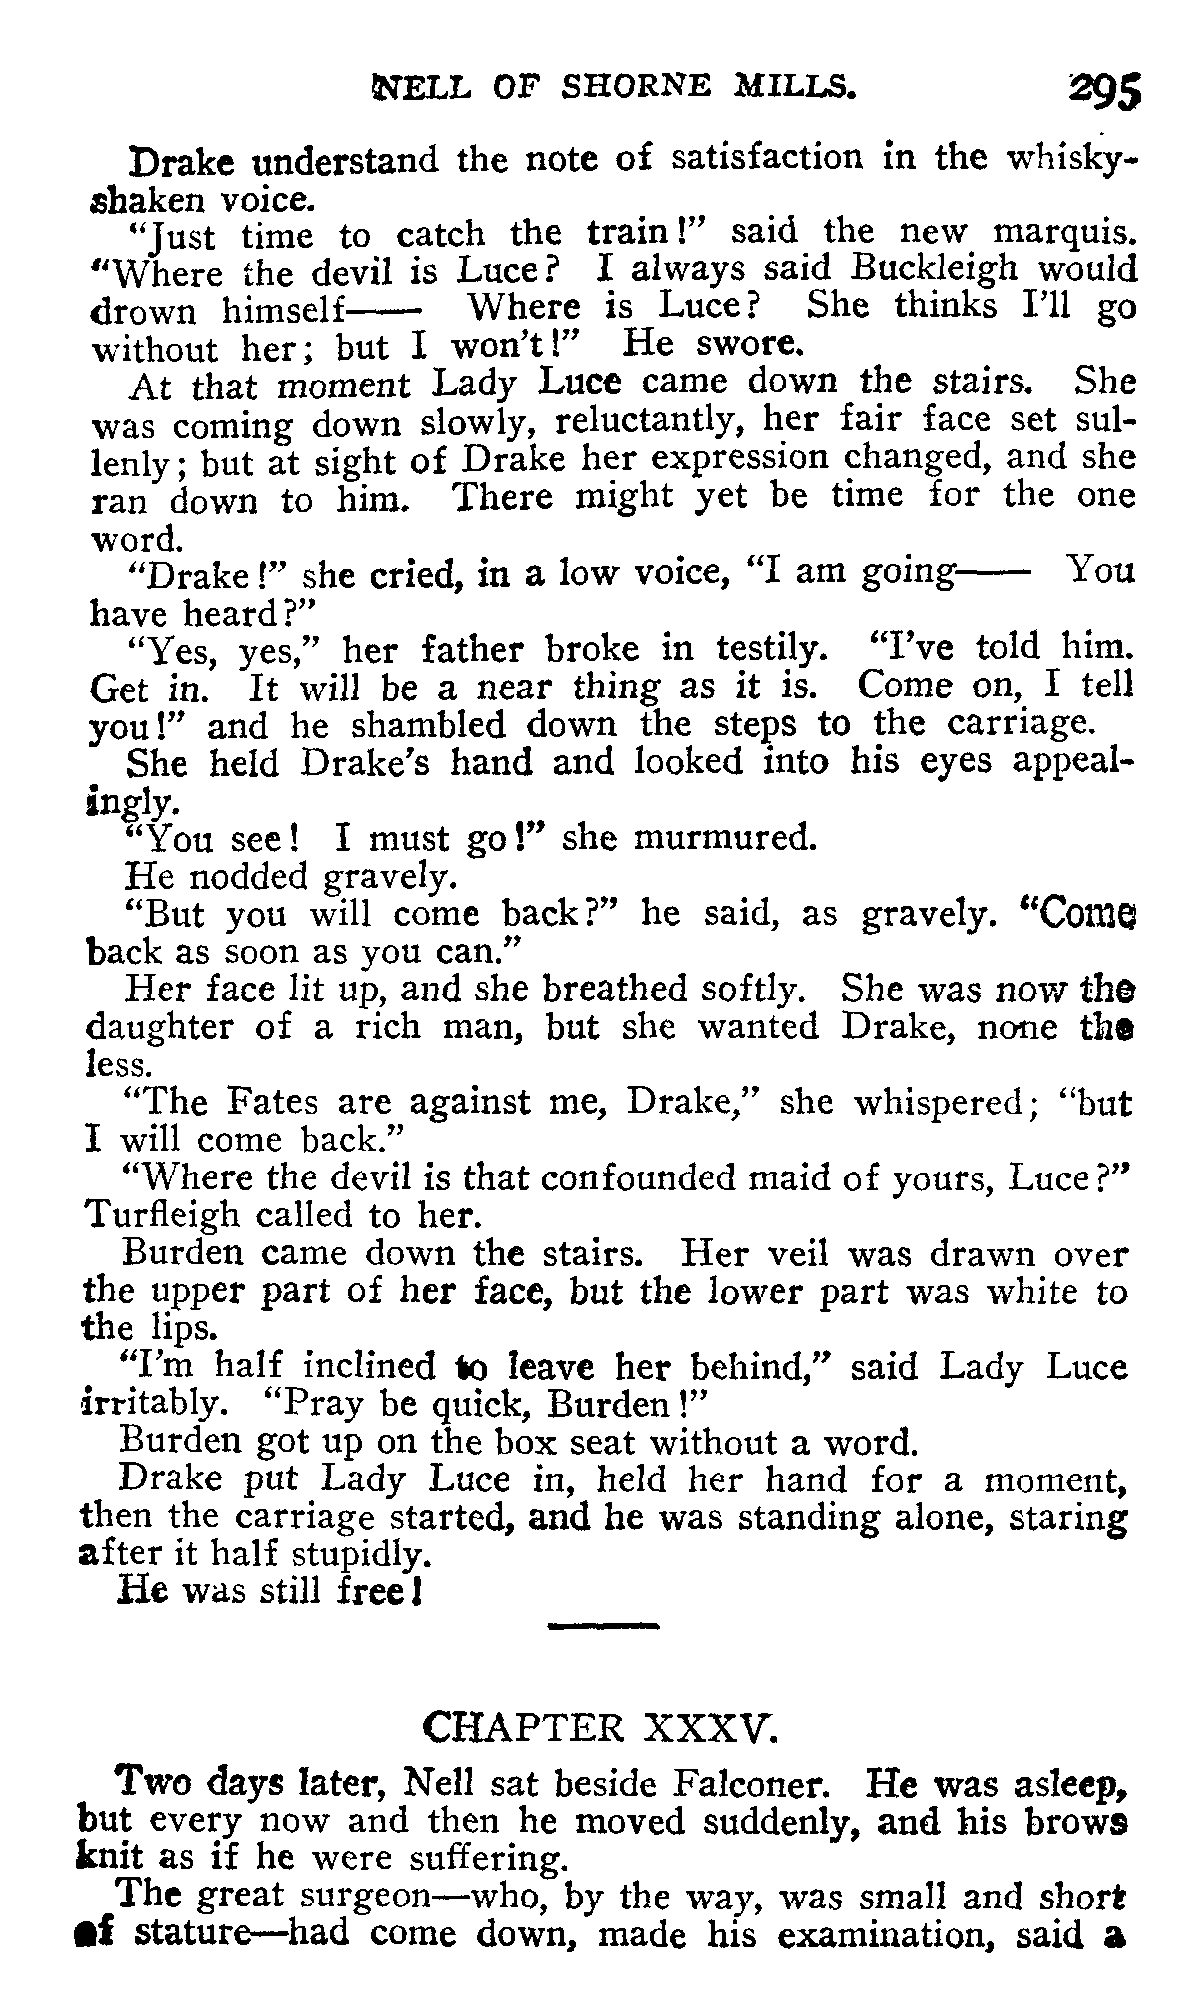 NELL OF SHORNE MILLS. 295
Drake understand the note of satisfaction in the whisky-
shaken voice.
“Just time to catch the train!” said the new marquis.
“Where the devil is Luce? I always said Buckleigh would
drown himself—— Where is Luce? She thinks I’ll go
without her; but I won’t!” He swore.
At that moment Lady Luce came down the stairs. She
was coming down slowly, reluctantly, her fair face set sul-
lenly; but at sight of Drake her expression changed, and she
ran down to him. There might yet be time for the one
word.
“Drake!” she cried, in a low voice, “I am going—— You
have heard?”
“Yes, yes,” her father broke in testily. “I’ve told him.
Get in. It will be a near thing as it is. Come on, I tell
you!” and he shambled down the steps to the carriage.
She held Drake’s hand and looked into his eyes appeal-
ingly.
“You see! I must go!” she murmured.
He nodded gravely.
“But you will come back?” he said, as gravely. “Come
back as soon as you can.”
Her face lit up, and she breathed softly. She was now the
daughter of a rich man, but she wanted Drake, none the
less.
“The Fates are against me, Drake,” she whispered; “but
I will come back.”
“Where the devil is that confounded maid of yours, Luce?”
Turfleigh called to her.
Burden came down the stairs. Her veil was drawn over
the upper part of her face, but the lower part was white to
the lips.
“I’m half inclined to leave her behind,” said Lady Luce
irritably. “Pray be quick, Burden!”
Burden got up on the box seat without a word.
Drake put Lady Luce in, held her hand for a moment,
then the carriage started, and he was standing alone, staring
after it half stupidly.
He was still free!
CHAPTER XXXV.
Two days later, Nell sat beside Falconer. He was asleep,
but every now and then he moved suddenly, and his brows
knit as if he were suffering.
The great surgeon—who, by the way, was small and short
of stature—had come down, made his examination, said a